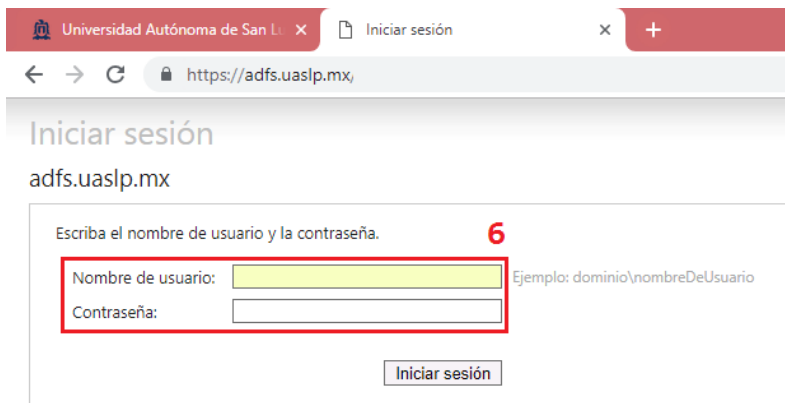 Universidad Autónoma de San Lu
Iniciar sesión
https://adfs.uaslp.mx/
Iniciar sesión
adfs.uaslp.mx
Escriba el nombre de usuario y la contraseña.
6
Nombre de usuario:
Ejemplo: dominio\nombreDeUsuario
Contraseña:
Iniciar sesión